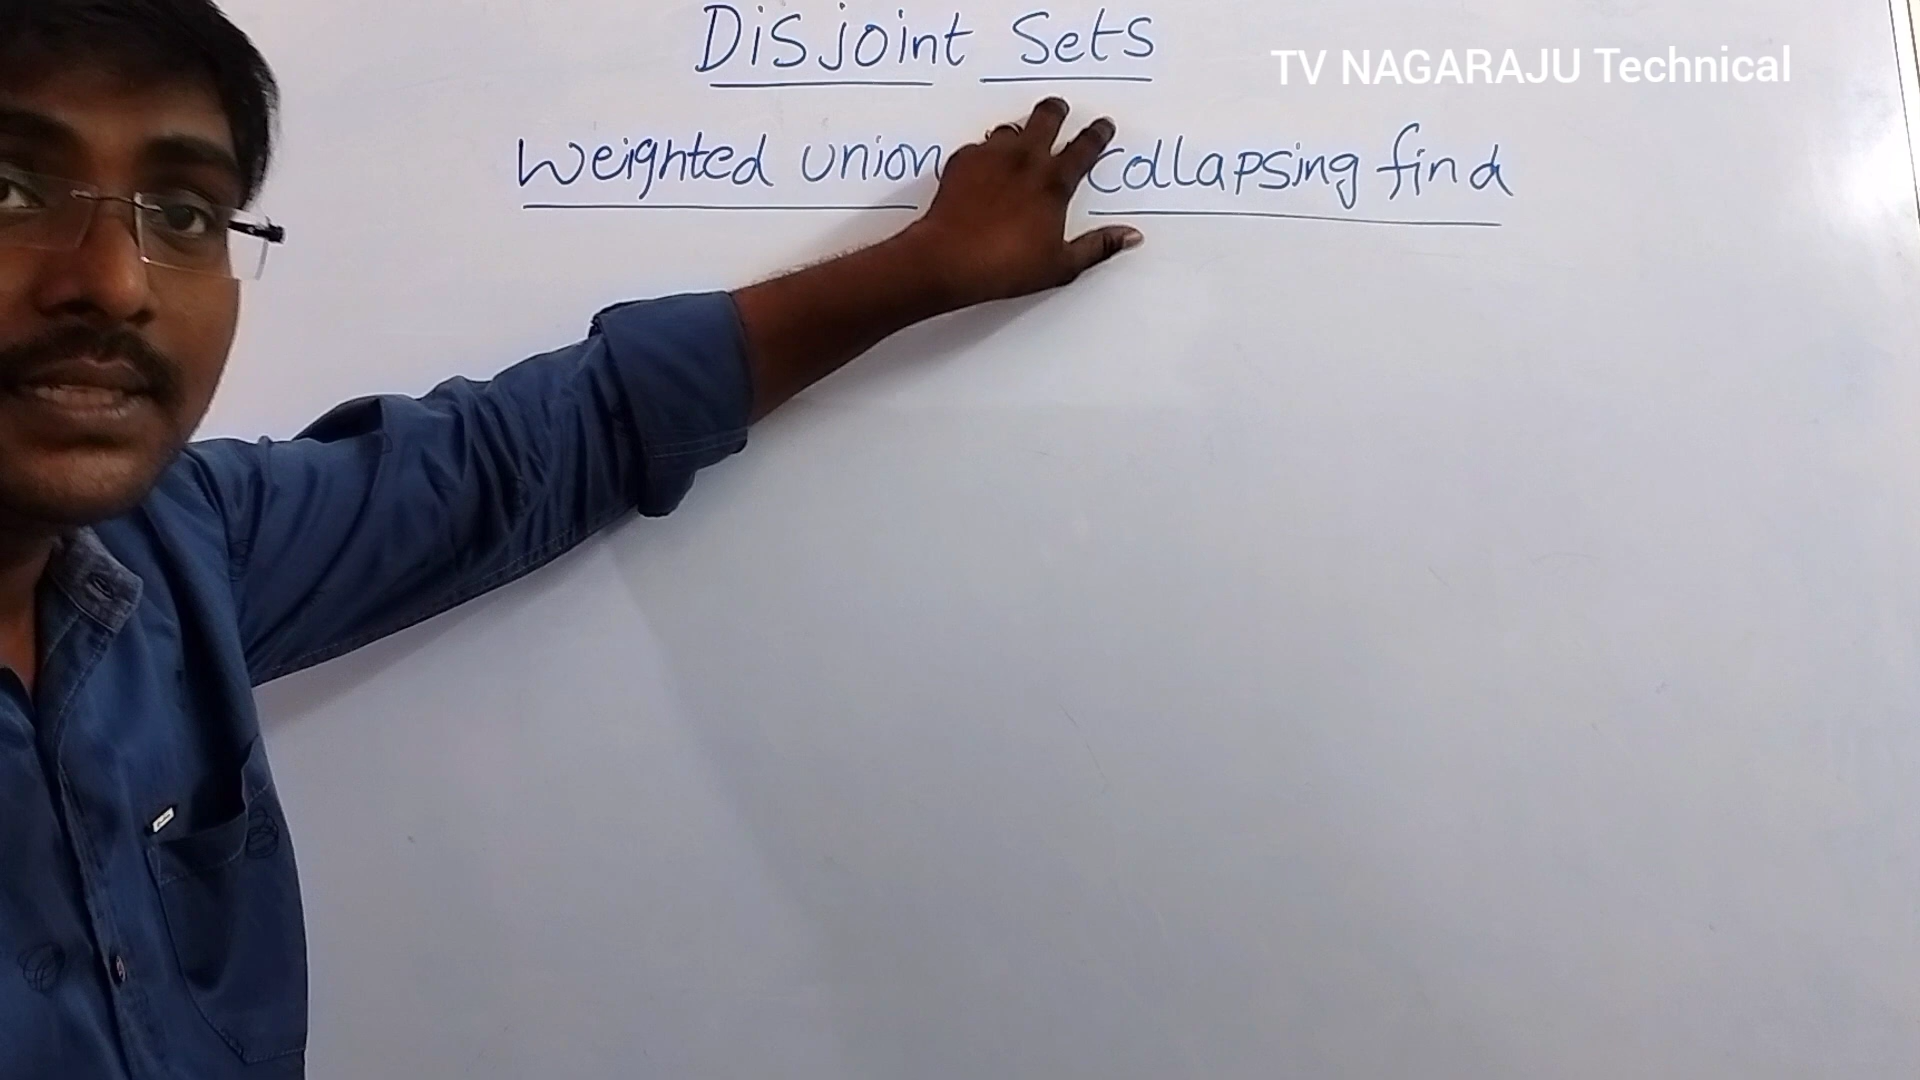 Disjoint Sets
TV NAGARAJU Technical
Weighted union collapsing find